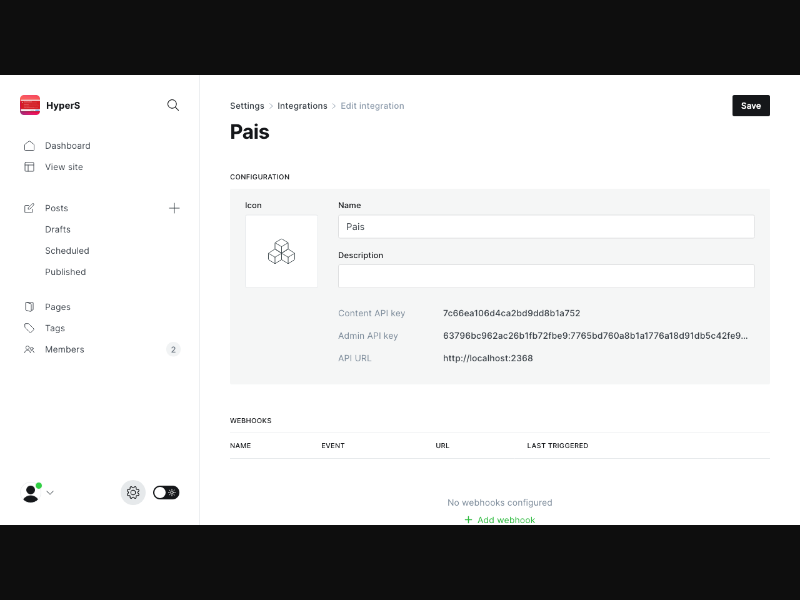 HyperS
Dashboard
View site
Posts
Drafts
Scheduled
Published
Pages
Tags
Members 2
Settings Integrations Edit integration
Save
Pais
CONFIGURATION
Icon
Name
Pais
Description
Content API key 7c66ea106d4ca2bd9dd8b1a752
Admin API key 63796bc962ac26b1fb72fbe9:7765bd760a8b1a1776a18d91db5c42fe9...
API URL http://localhost:2368
WEBHOOKS
NAME EVENT URL LAST TRIGGERED
No webhooks configured
Add webhook